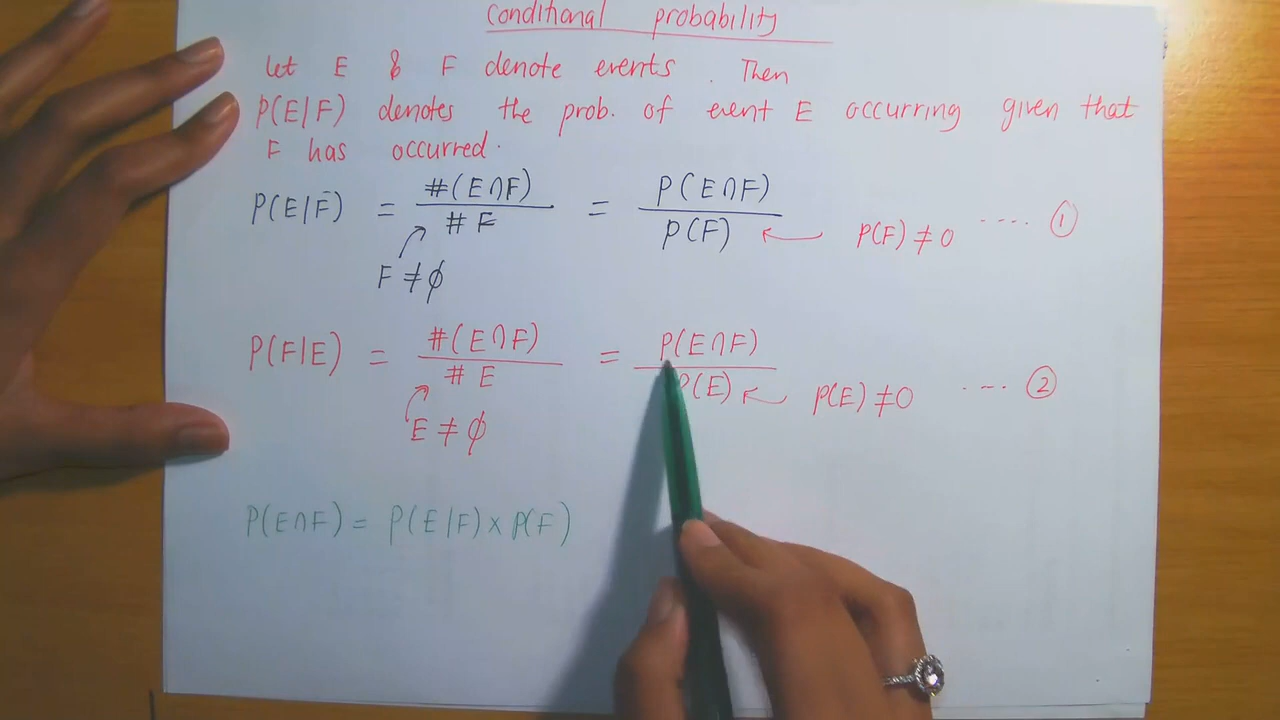 Conditional probability
Let E & F denote events. Then
P(E|F) denotes the prob. of event E occurring given that
F has occurred.
P(E|F) = #(E∩F) / #F = P(E∩F) / P(F) ← P(F) ≠ 0 .... ①
F ≠ ϕ
P(F|E) = #(E∩F) / #E = P(E∩F) / P(E) ← P(E) ≠ 0 .... ②
E ≠ ϕ
P(E∩F) = P(E|F) × P(F)